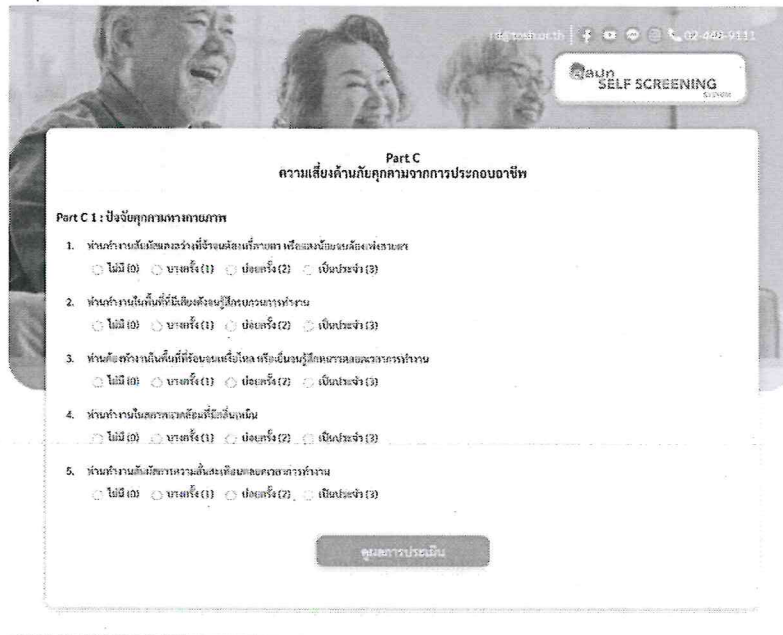 02-448-9111
SELF SCREENING
Part C
ความเสี่ยงด้านภัยคุกคามจากการประกอบอาชีพ
Part C 1 : ปัจจัยคุกคามทางกายภาพ
1. ท่านทำงานสัมผัสแสงสว่างที่จ้าจนต้องหรี่สายตา หรือแสงน้อยจนต้องเพ่งสายตา
ไม่มี (0) บางครั้ง (1) บ่อยครั้ง (2) เป็นประจำ (3)
2. ท่านทำงานในพื้นที่ที่มีเสียงดังจนรู้สึกรบกวนการทำงาน
ไม่มี (0) บางครั้ง (1) บ่อยครั้ง (2) เป็นประจำ (3)
3. ท่านต้องทำงานในพื้นที่ที่ร้อนจนเหงื่อไหล หรือเย็นจนรู้สึกหนาวตลอดเวลาการทำงาน
ไม่มี (0) บางครั้ง (1) บ่อยครั้ง (2) เป็นประจำ (3)
4. ท่านทำงานในสภาพแวดล้อมที่มีกลิ่นเหม็น
ไม่มี (0) บางครั้ง (1) บ่อยครั้ง (2) เป็นประจำ (3)
5. ท่านทำงานสัมผัสการความสั่นสะเทือนตลอดเวลาการทำงาน
ไม่มี (0) บางครั้ง (1) บ่อยครั้ง (2) เป็นประจำ (3)
ดูผลการประเมิน